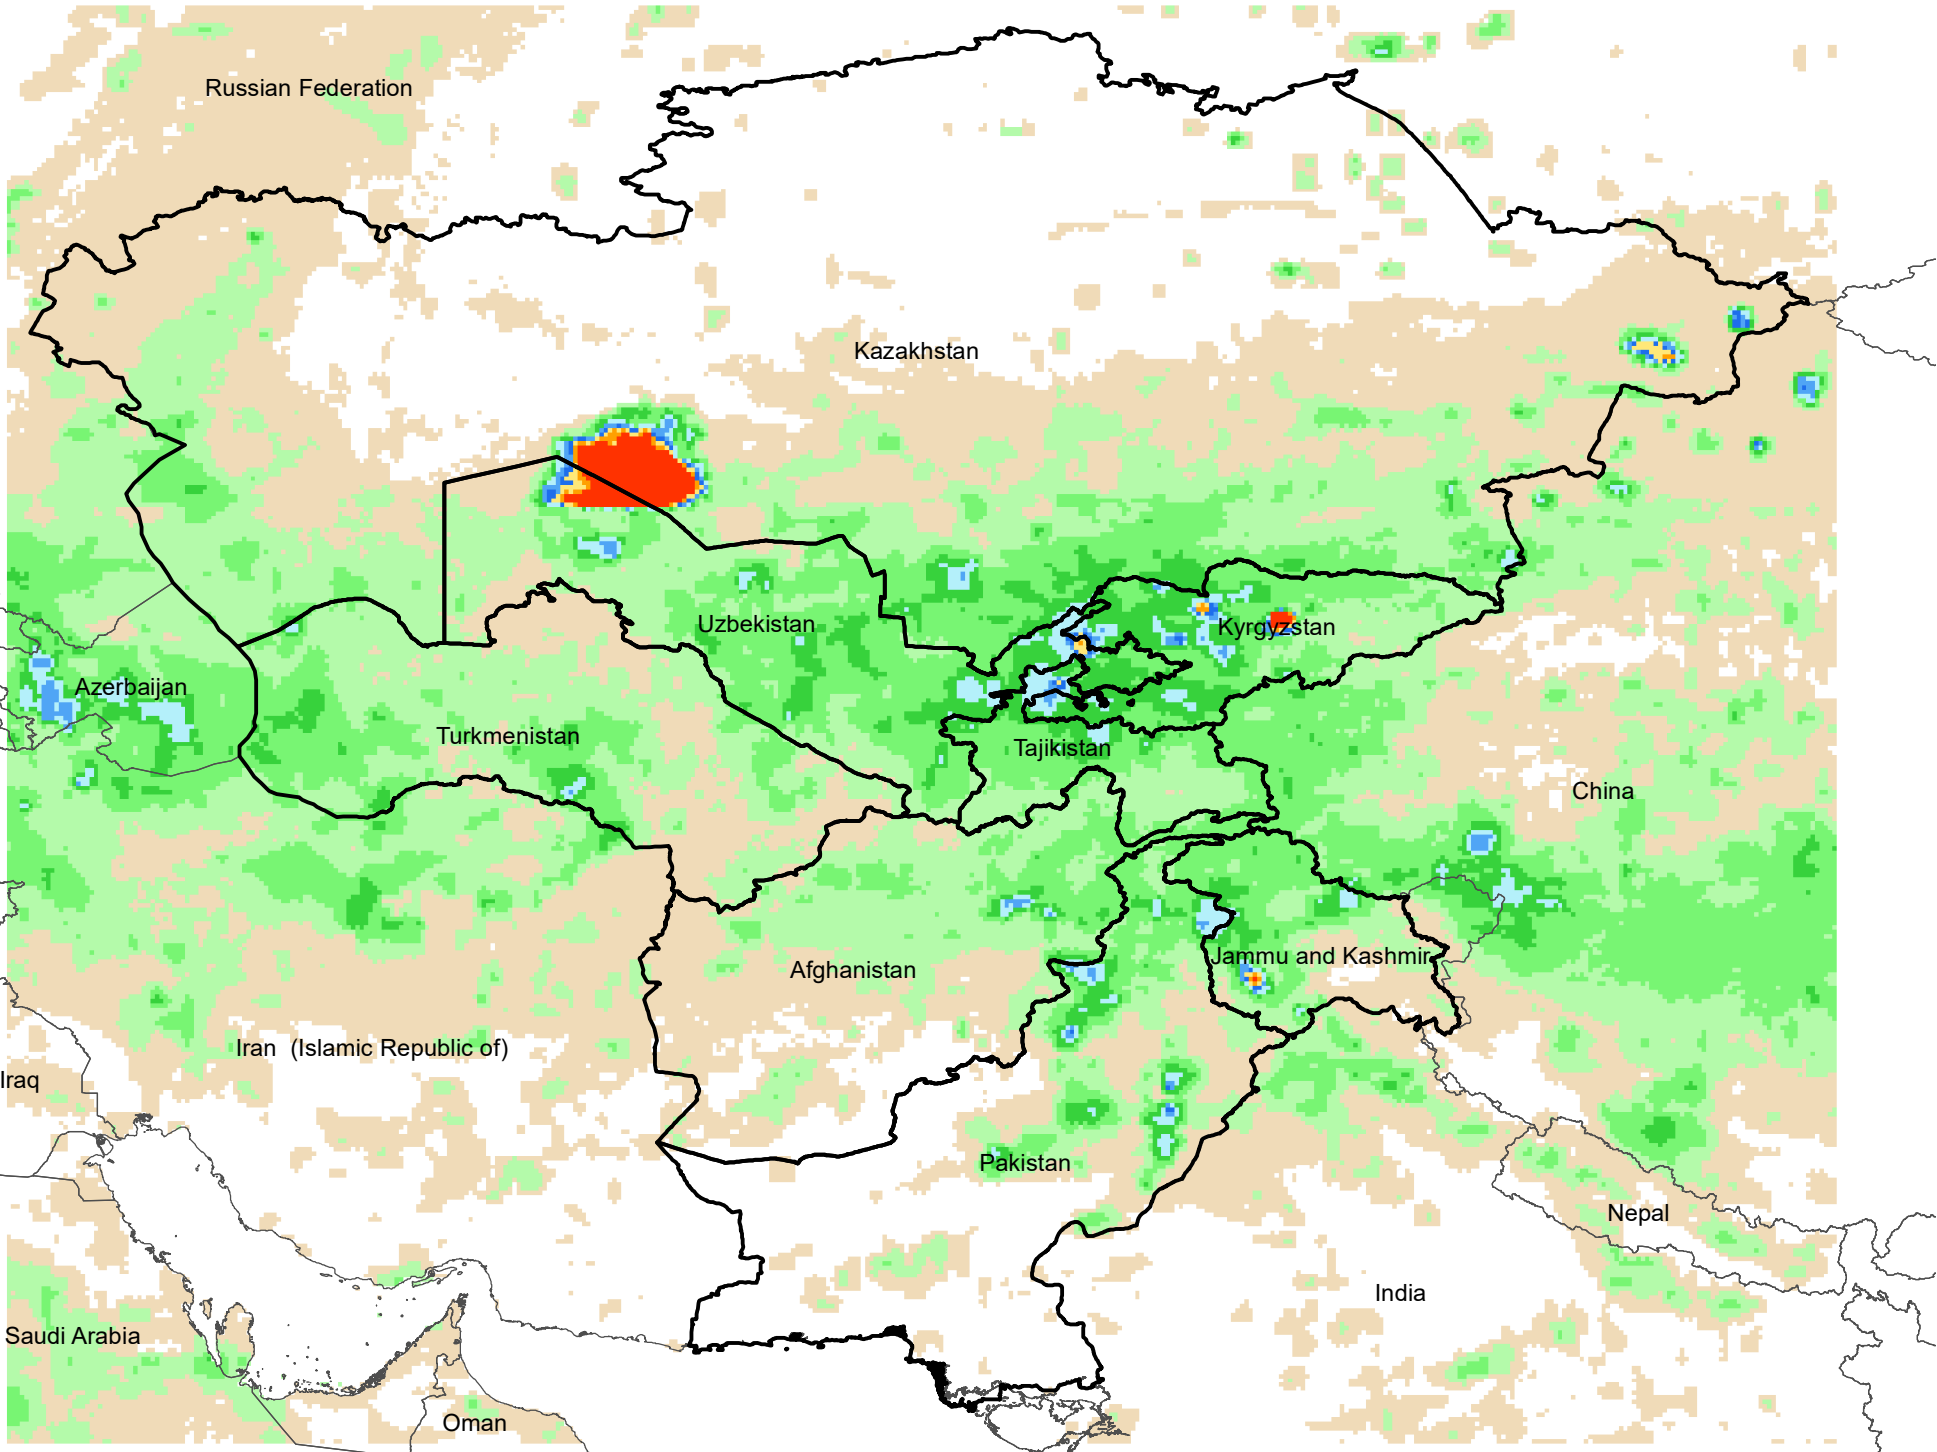 Russian Federation
Kazakhstan
Uzbekistan
Kyrgyzstan
Azerbaijan
Turkmenistan
Tajikistan
China
Afghanistan
Jammu and Kashmir
Iran  (Islamic Republic of)
Iraq
Pakistan
Nepal
India
Saudi Arabia
Oman